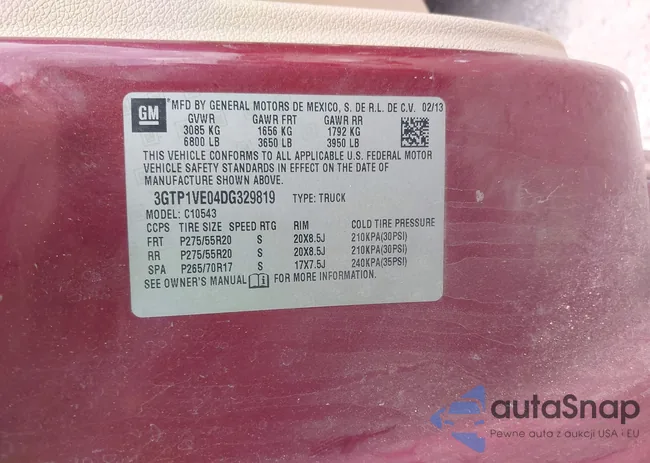 GM
MFD BY GENERAL MOTORS DE MEXICO, S. DE R.L. DE C.V. 02/13
GVWR GAWR FRT GAWR RR
3085 KG 1656 KG 1792 KG
6800 LB 3650 LB 3950 LB
THIS VEHICLE CONFORMS TO ALL APPLICABLE U.S. FEDERAL MOTOR
VEHICLE SAFETY STANDARDS IN EFFECT ON THE DATE OF
MANUFACTURE SHOWN ABOVE.
3GTP1VE04DG329819 TYPE: TRUCK
MODEL: C10543
CCPS TIRE SIZE SPEED RTG RIM COLD TIRE PRESSURE
FRT P275/55R20 S 20X8.5J 210KPA(30PSI)
RR P275/55R20 S 20X8.5J 210KPA(30PSI)
SPA P265/70R17 S 17X7.5J 240KPA(35PSI)
SEE OWNER'S MANUAL FOR MORE INFORMATION.
autaSnap
Pewne auta z aukcji USA i EU